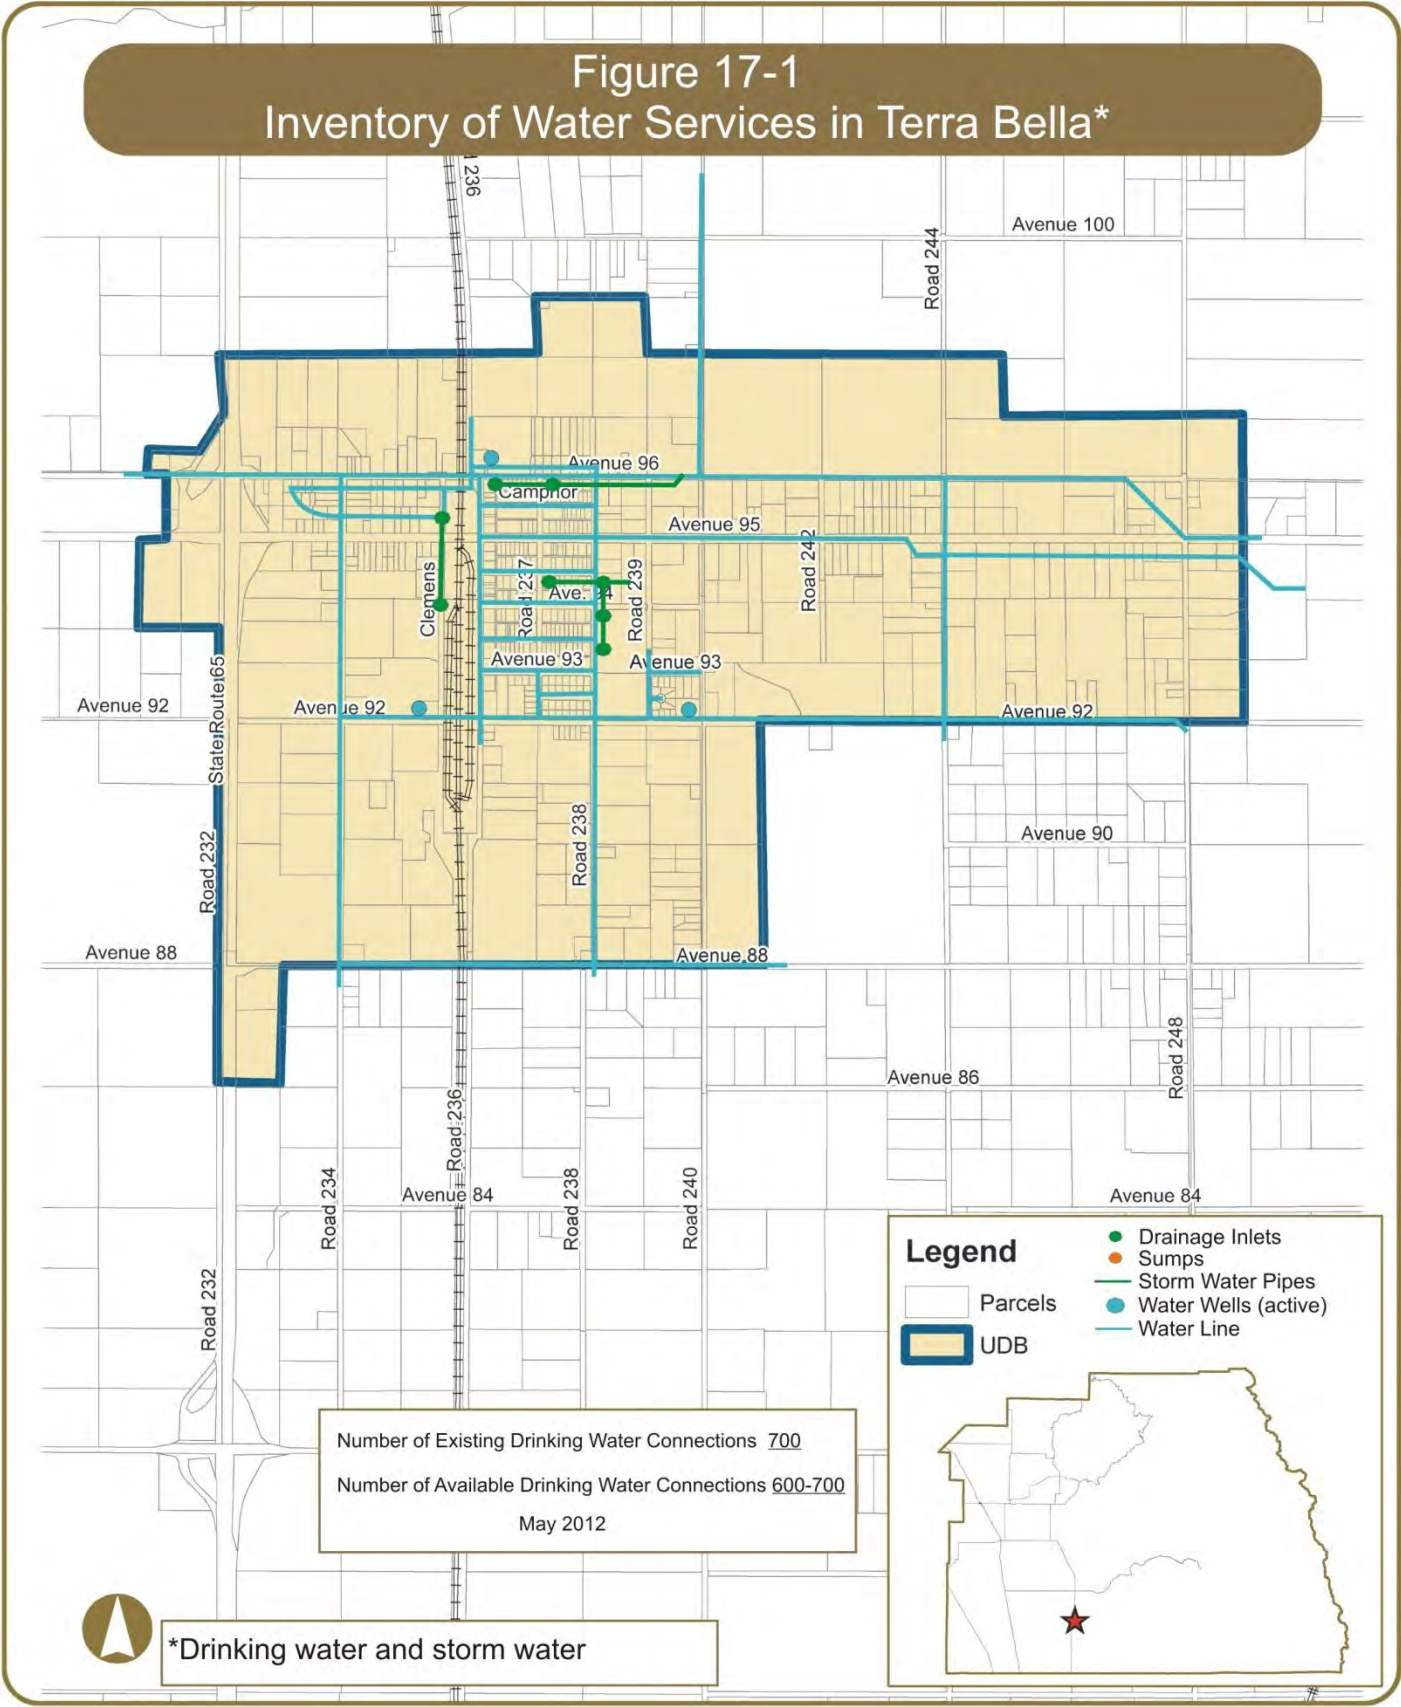 Figure 17-1
Inventory of Water Services in Terra Bella*
236
Avenue 100
Road 244
Avenue 96
Camphor
Avenue 95
Road 242
Clemens
Road 237
Ave. 94
Road 239
Avenue 93
Avenue 93
State Route 65
Avenue 92
Avenue 92
Avenue 92
Road 232
Road 238
Avenue 90
Avenue 88
Avenue 88
Road 248
Avenue 86
Road 236
Road 234
Avenue 84
Road 238
Road 240
Avenue 84
Road 232
Legend
Parcels
UDB
Drainage Inlets
Sumps
Storm Water Pipes
Water Wells (active)
Water Line
Number of Existing Drinking Water Connections 700
Number of Available Drinking Water Connections 600-700
May 2012
*Drinking water and storm water